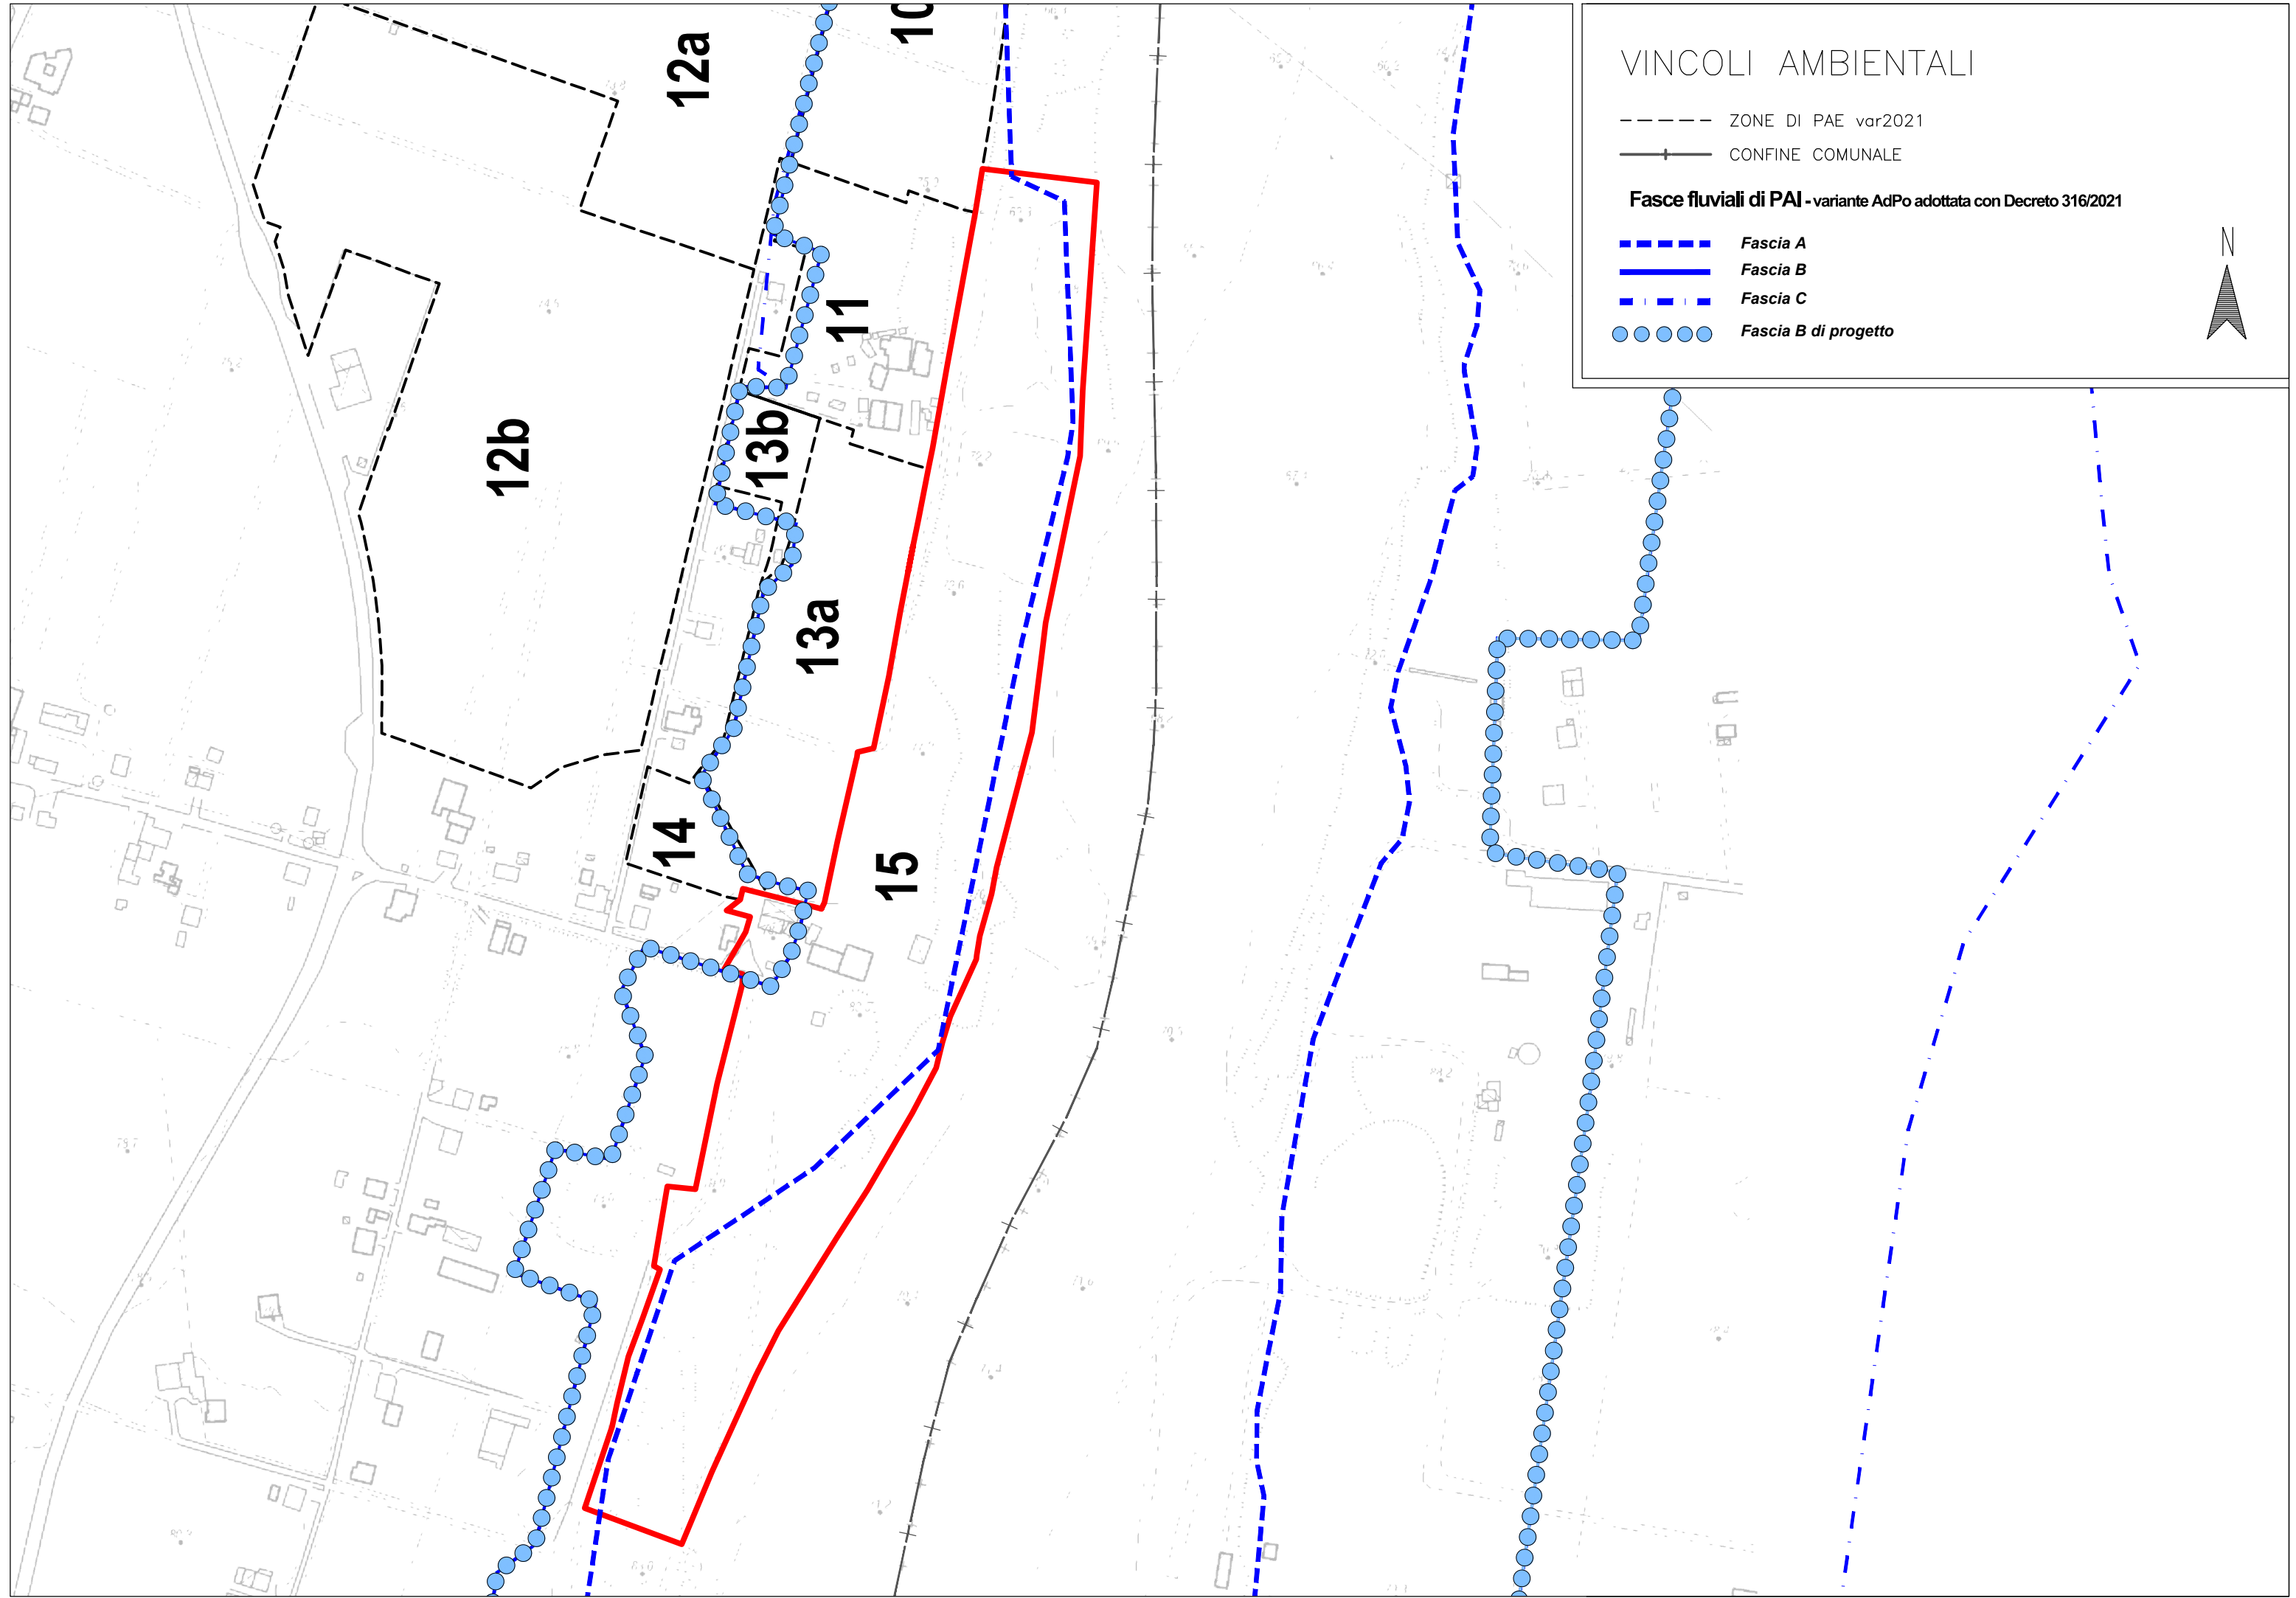 VINCOLI AMBIENTALI
ZONE DI PAE var2021
CONFINE COMUNALE
Fasce fluviali di PAI - variante AdPo adottata con Decreto 316/2021
Fascia A
Fascia B
Fascia C
Fascia B di progetto
N
12a
10
11
12b
13b
13a
14
15